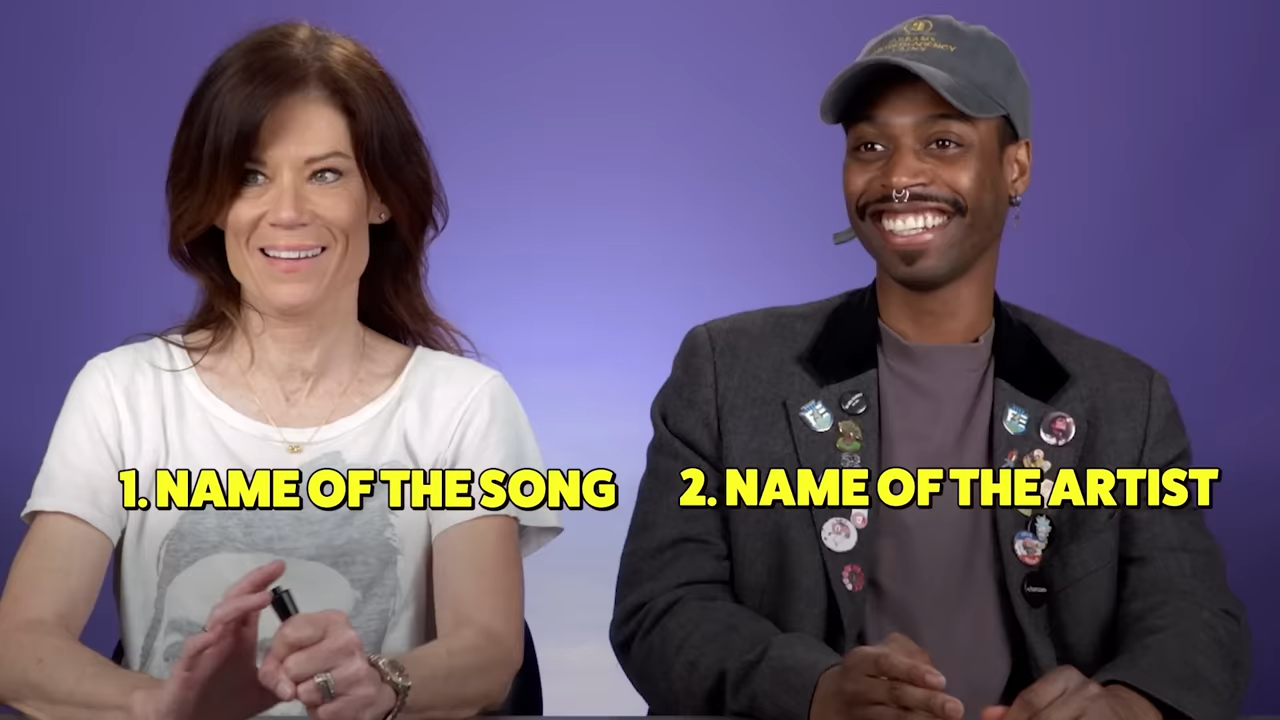 1. NAME OF THE SONG
2. NAME OF THE ARTIST